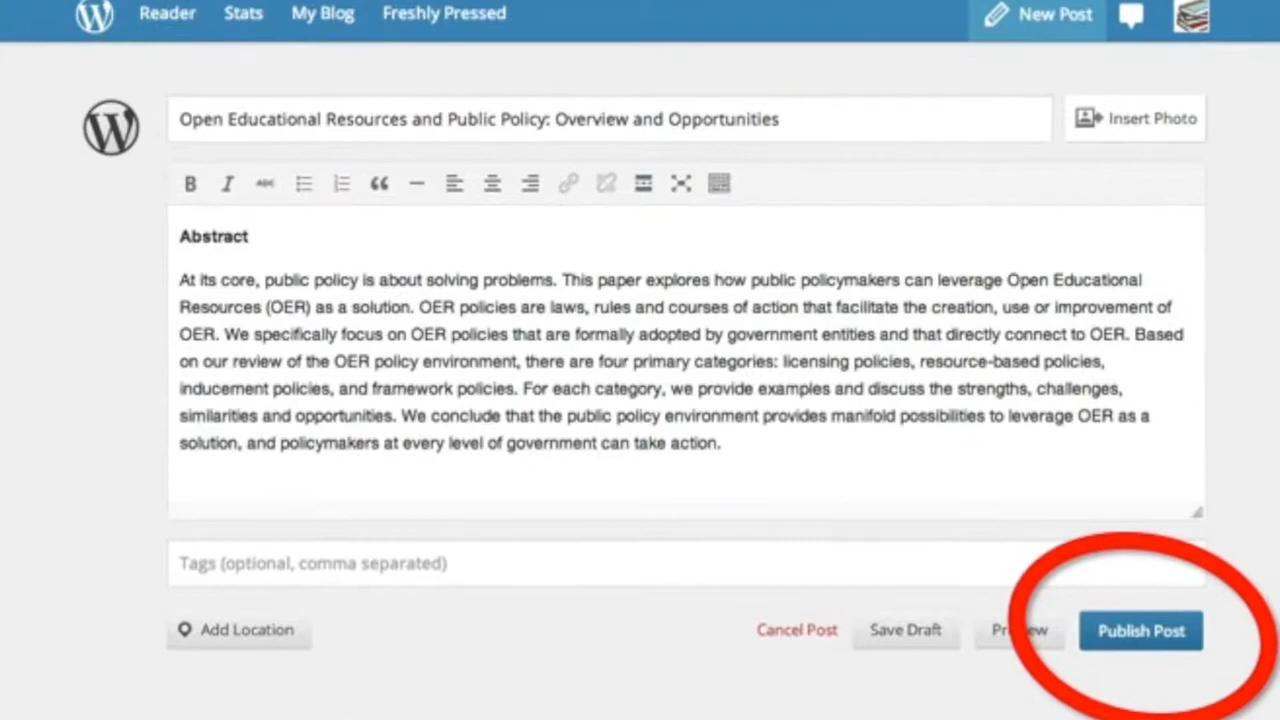 Reader Stats My Blog Freshly Pressed New Post
Open Educational Resources and Public Policy: Overview and Opportunities
Insert Photo
B I ABC
Abstract
At its core, public policy is about solving problems. This paper explores how public policymakers can leverage Open Educational
Resources (OER) as a solution. OER policies are laws, rules and courses of action that facilitate the creation, use or improvement of
OER. We specifically focus on OER policies that are formally adopted by government entities and that directly connect to OER. Based
on our review of the OER policy environment, there are four primary categories: licensing policies, resource-based policies,
inducement policies, and framework policies. For each category, we provide examples and discuss the strengths, challenges,
similarities and opportunities. We conclude that the public policy environment provides manifold possibilities to leverage OER as a
solution, and policymakers at every level of government can take action.
Tags (optional, comma separated)
Add Location Cancel Post Save Draft Preview Publish Post